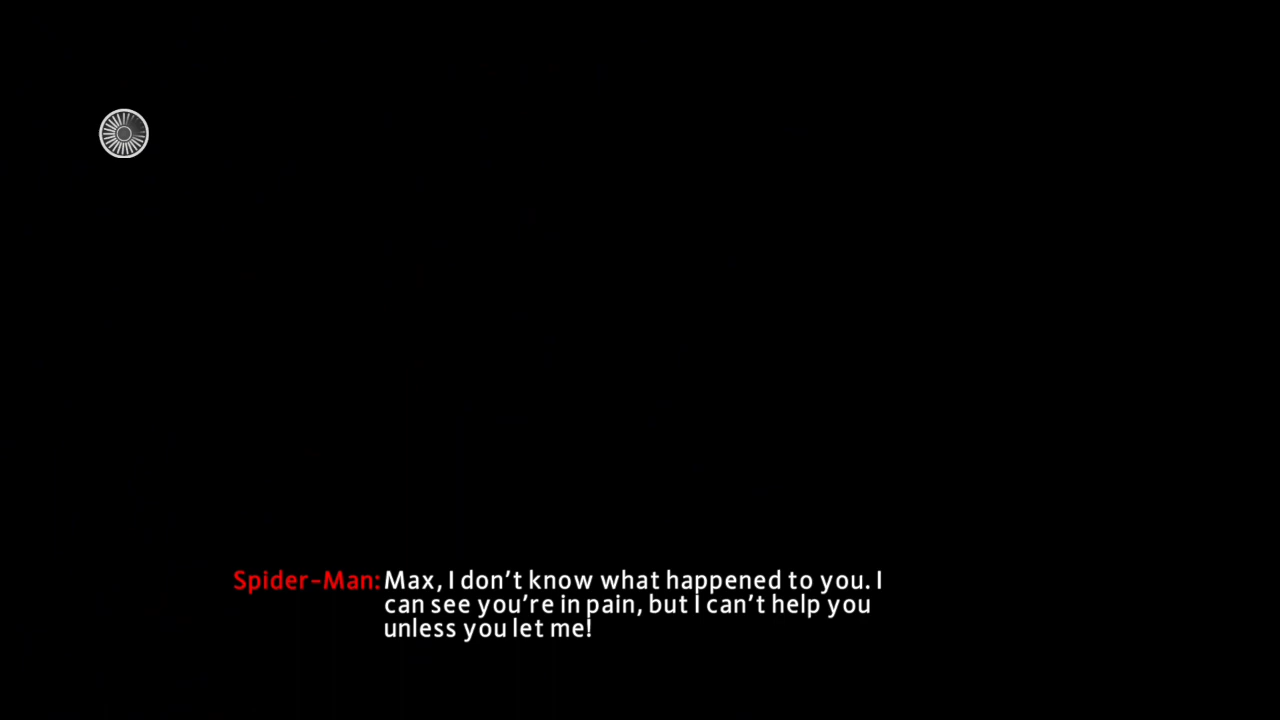 Spider-Man: Max, I don't know what happened to you. I
can see you're in pain, but I can't help you
unless you let me!